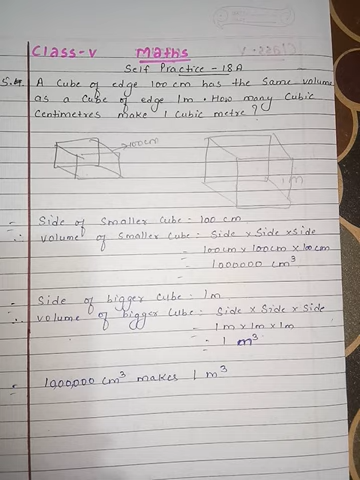 Class-V Maths
Self Practice - 18A
A Cube of edge 100 cm has the Same volume
as a Cube of edge 1m. How many Cubic
Centimetres make 1 Cubic metre?
100cm
1m
- Side of Smaller Cube = 100 cm
∴ Volume of Smaller Cube = Side × Side × Side
= 100cm × 100cm × 100cm
= 1000000 cm³
- Side of bigger Cube = 1m
∴ Volume of bigger Cube = Side × Side × Side
= 1m × 1m × 1m
= 1 m³
1000,000 cm³ makes 1 m³